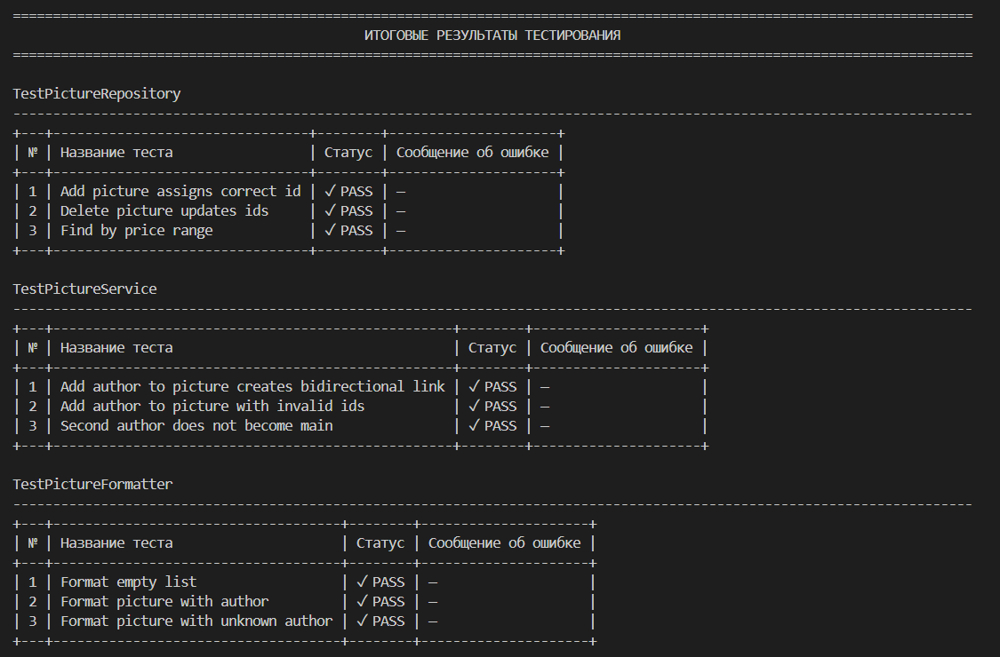 ========================================================================================================================
ИТОГОВЫЕ РЕЗУЛЬТАТЫ ТЕСТИРОВАНИЯ
========================================================================================================================
TestPictureRepository
------------------------------------------------------------------------------------------------------------------------
+---+--------------------------------+--------+---------------------+
| № | Название теста                 | Статус | Сообщение об ошибке |
+---+--------------------------------+--------+---------------------+
| 1 | Add picture assigns correct id | ✓ PASS | —                   |
| 2 | Delete picture updates ids     | ✓ PASS | —                   |
| 3 | Find by price range            | ✓ PASS | —                   |
+---+--------------------------------+--------+---------------------+
TestPictureService
------------------------------------------------------------------------------------------------------------------------
+---+--------------------------------------------------+--------+---------------------+
| № | Название теста                                   | Статус | Сообщение об ошибке |
+---+--------------------------------------------------+--------+---------------------+
| 1 | Add author to picture creates bidirectional link | ✓ PASS | —                   |
| 2 | Add author to picture with invalid ids           | ✓ PASS | —                   |
| 3 | Second author does not become main               | ✓ PASS | —                   |
+---+--------------------------------------------------+--------+---------------------+
TestPictureFormatter
------------------------------------------------------------------------------------------------------------------------
+---+------------------------------------+--------+---------------------+
| № | Название теста                     | Статус | Сообщение об ошибке |
+---+------------------------------------+--------+---------------------+
| 1 | Format empty list                  | ✓ PASS | —                   |
| 2 | Format picture with author         | ✓ PASS | —                   |
| 3 | Format picture with unknown author | ✓ PASS | —                   |
+---+------------------------------------+--------+---------------------+